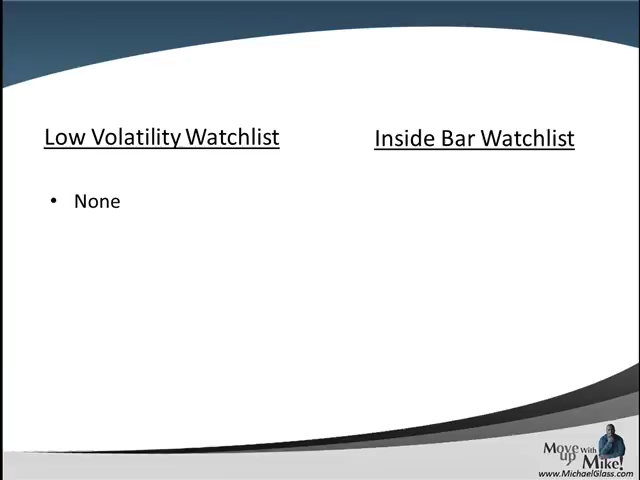 Low Volatility Watchlist
Inside Bar Watchlist
• None
Move up With Mike!
www.MichaelGlass.com